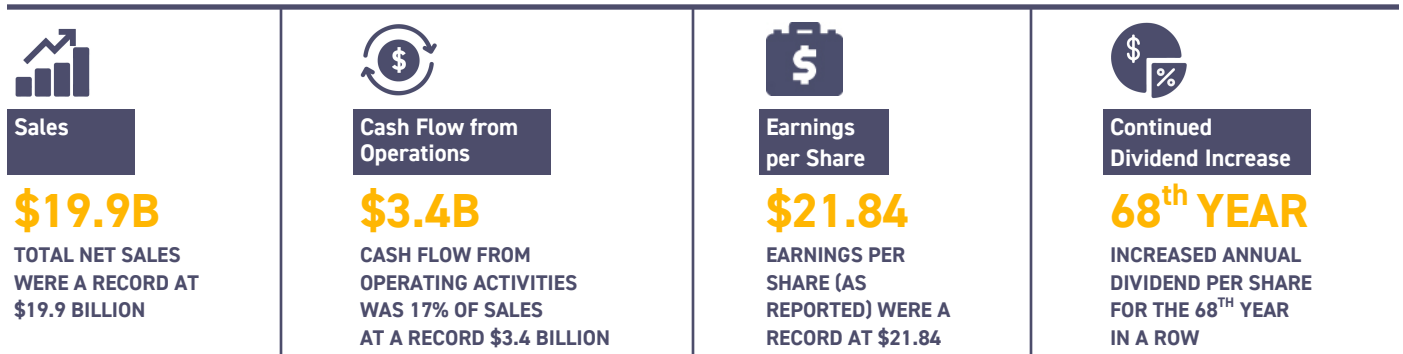 $
$
$
%
Sales
$19.9B
TOTAL NET SALES
WERE A RECORD AT
$19.9 BILLION
Cash Flow from
Operations
$3.4B
CASH FLOW FROM
OPERATING ACTIVITIES
WAS 17% OF SALES
AT A RECORD $3.4 BILLION
Earnings
per Share
$21.84
EARNINGS PER
SHARE (AS
REPORTED) WERE A
RECORD AT $21.84
Continued
Dividend Increase
68th YEAR
INCREASED ANNUAL
DIVIDEND PER SHARE
FOR THE 68TH YEAR
IN A ROW